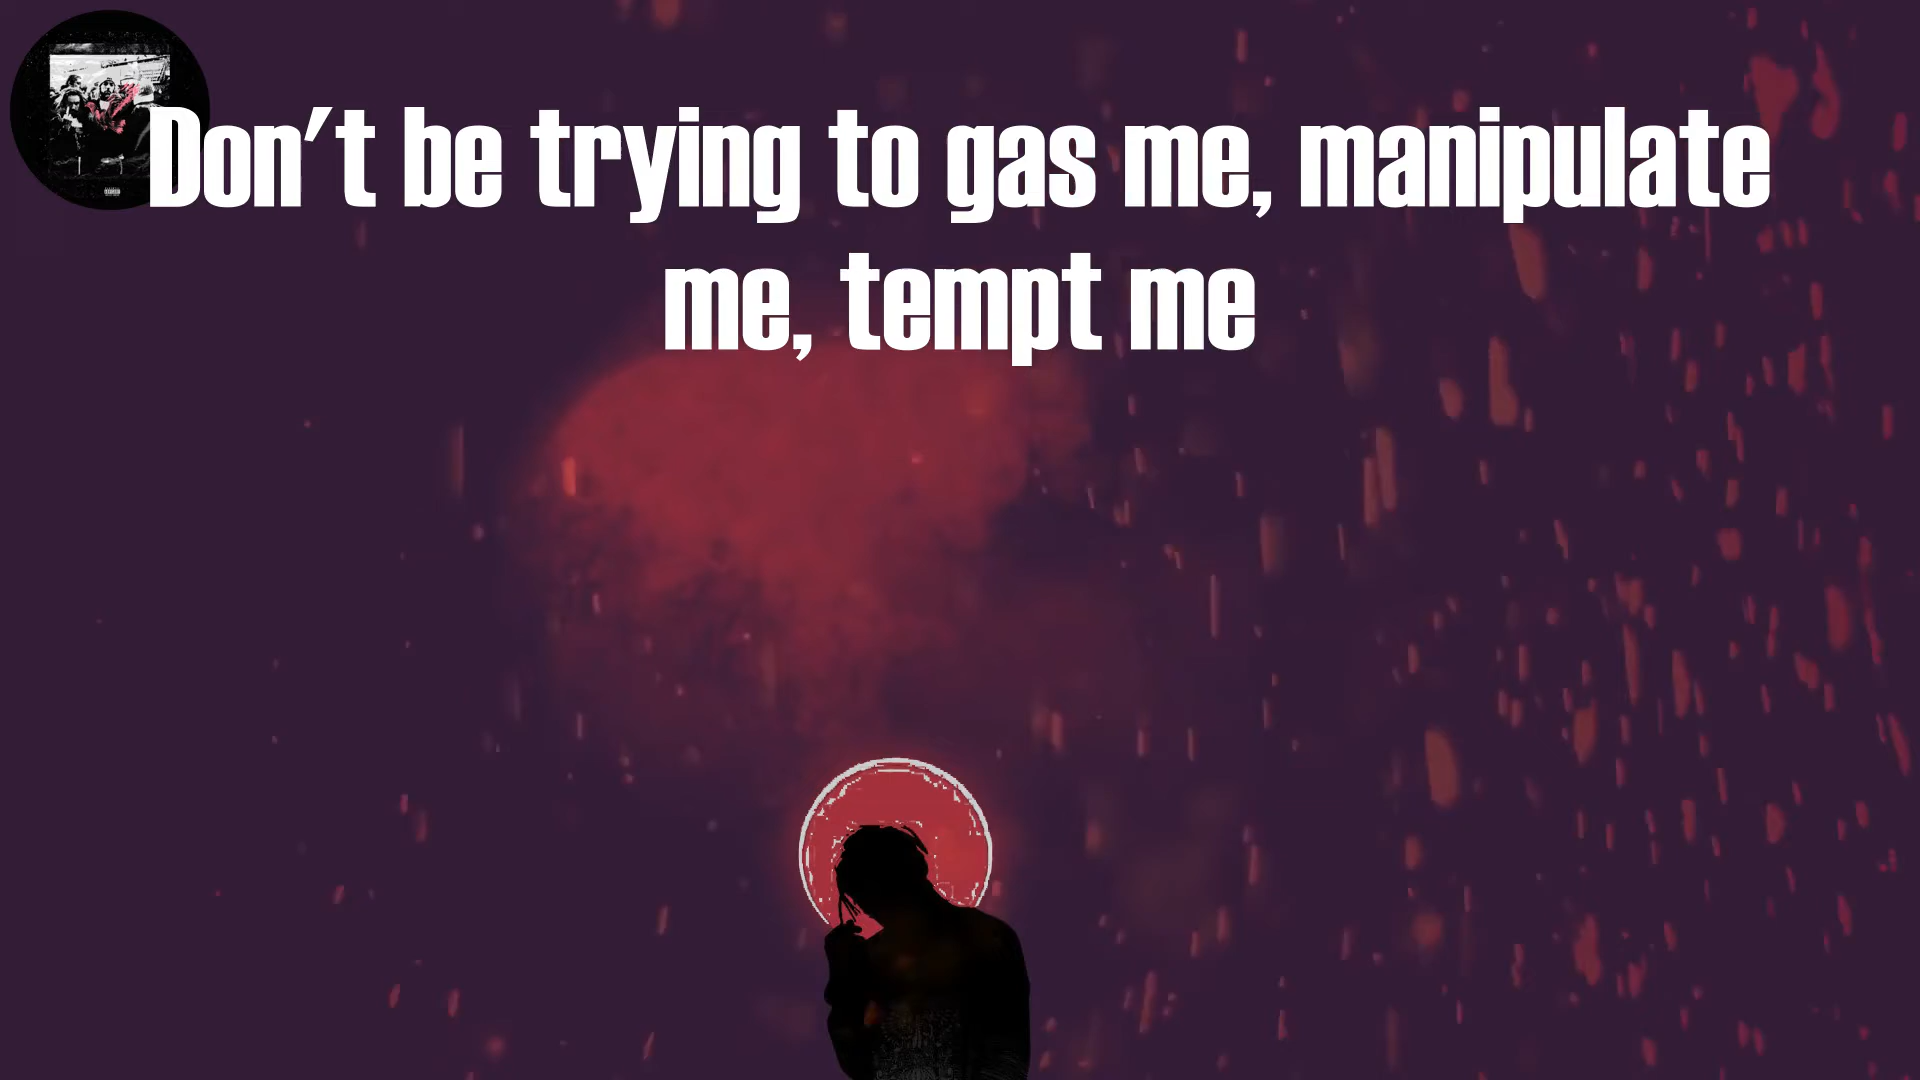 Don't be trying to gas me, manipulate
me, tempt me